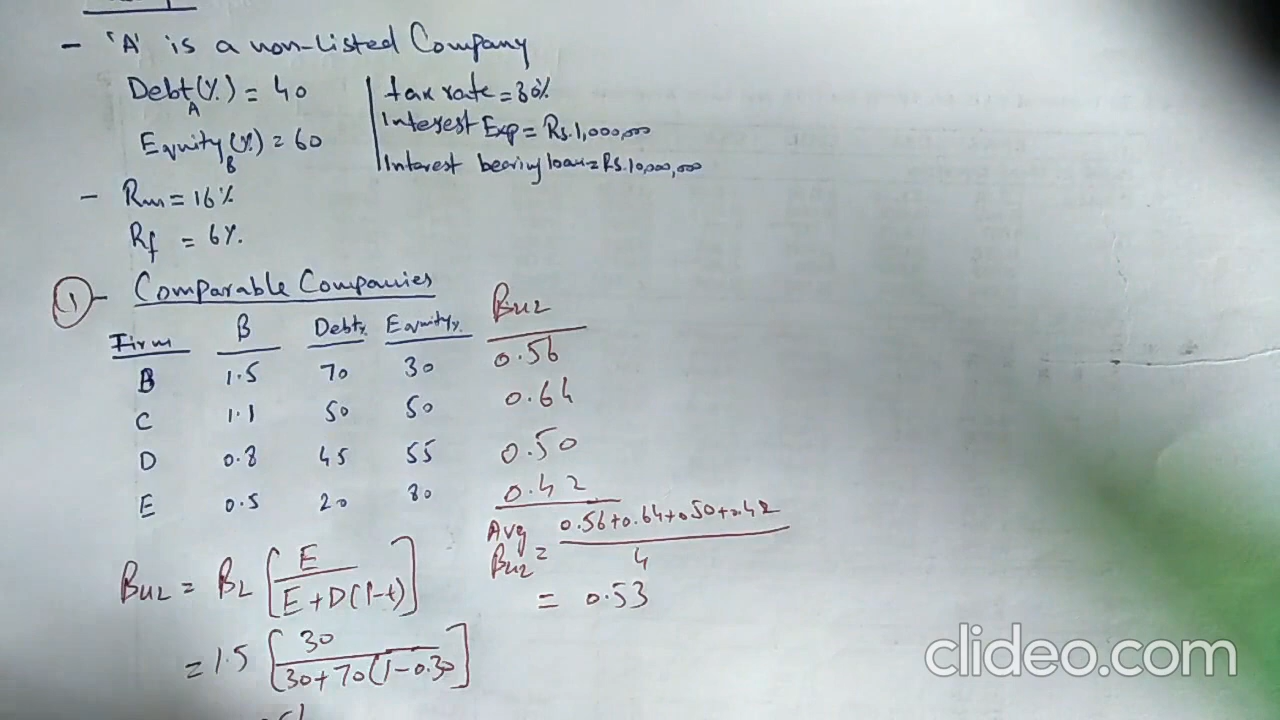 - 'A' is a non-Listed Company
Debt(%) = 40
A
Equity(%) = 60
B
tax rate = 30%
Interest Exp = Rs.1,000,000
Interest bearing loan = Rs.10,000,000
- Rm = 16%
Rf = 6%.
1 - Comparable Companies
Firm B Debt% Equity% BUL
B 1.5 70 30 0.56
C 1.1 50 50 0.64
D 0.8 45 55 0.50
E 0.5 20 80 0.42
Avg BUL = 0.56+0.64+0.50+0.42
4
= 0.53
BUL = BL [E
E+D(1-t)]
= 1.5 [30
30+70(1-0.30)]
clideo.com